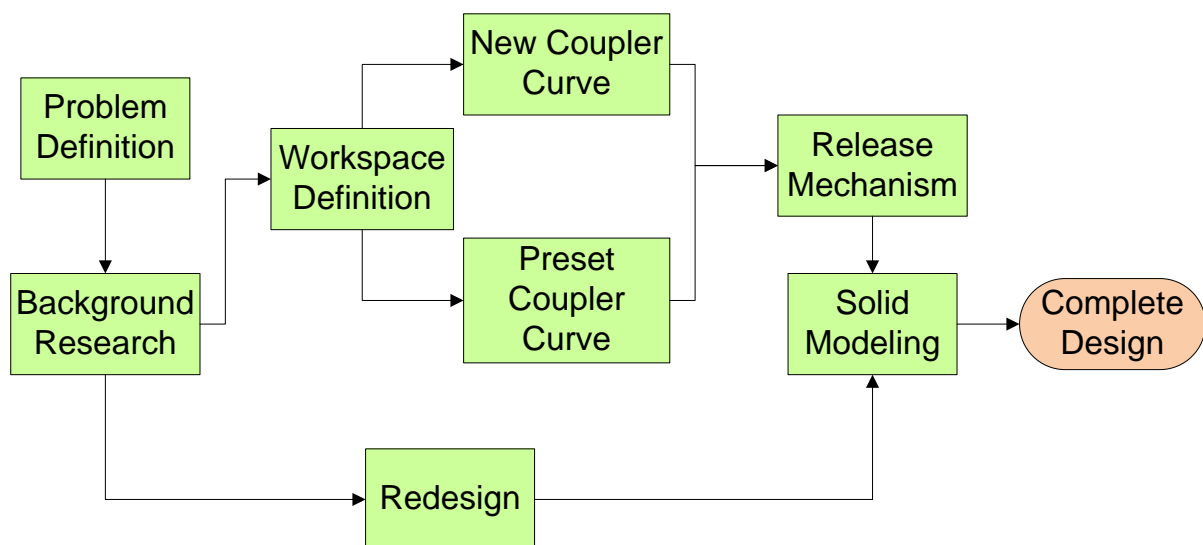 Problem
Definition
Background
Research
Workspace
Definition
New Coupler
Curve
Preset
Coupler
Curve
Release
Mechanism
Solid
Modeling
Complete
Design
Redesign